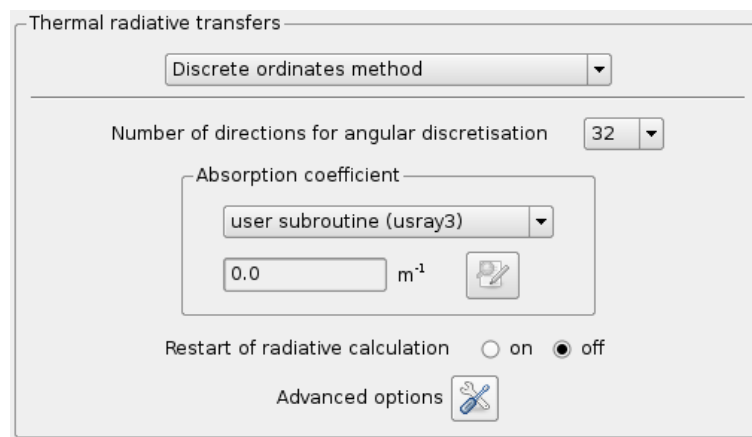 Thermal radiative transfers
Discrete ordinates method
Number of directions for angular discretisation 32
Absorption coefficient
user subroutine (usray3)
0.0 m⁻¹
Restart of radiative calculation on off
Advanced options